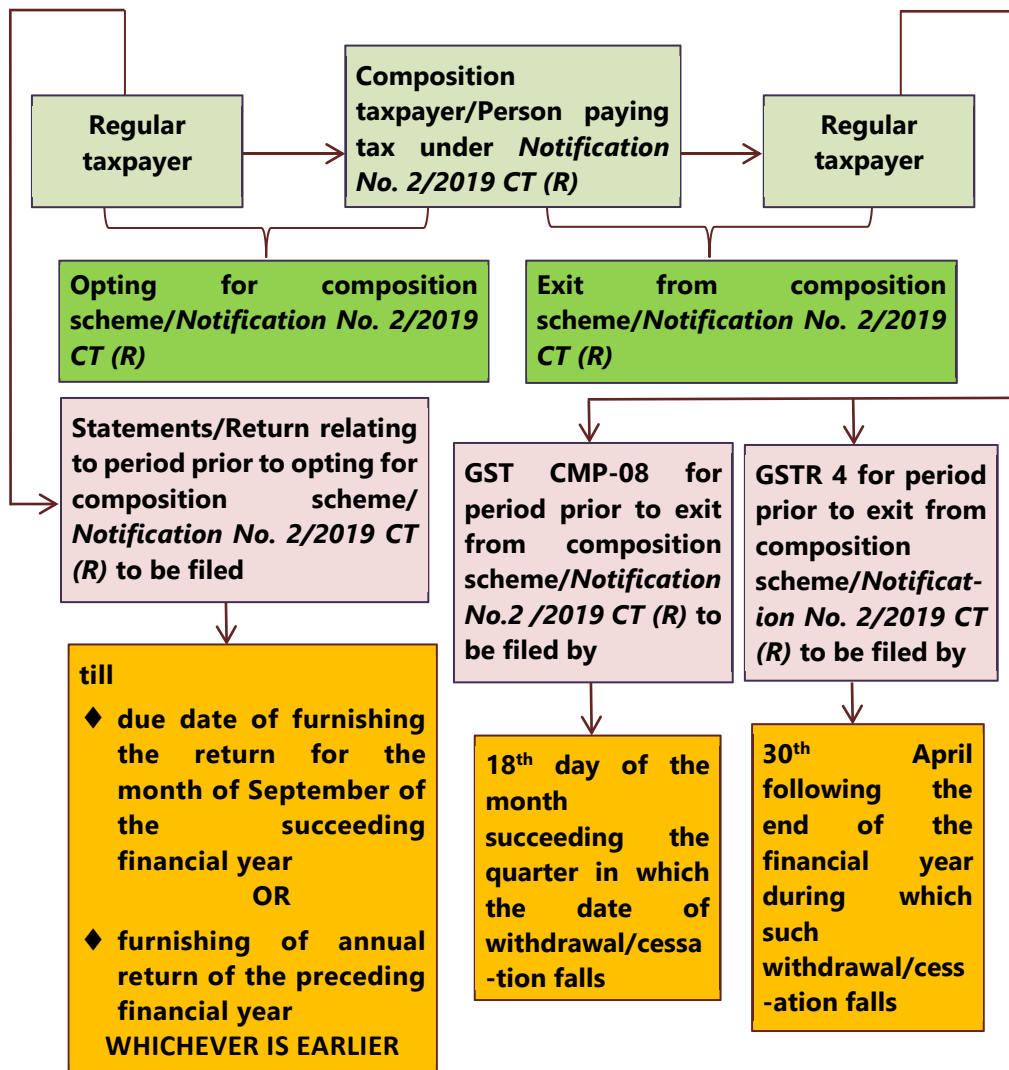 Regular
taxpayer
Composition
taxpayer/Person paying
tax under Notification
No. 2/2019 CT (R)
Regular
taxpayer
Opting for composition
scheme/Notification No. 2/2019
CT (R)
Exit from composition
scheme/Notification No. 2/2019
CT (R)
Statements/Return relating
to period prior to opting for
composition scheme/
Notification No. 2/2019 CT
(R) to be filed
GST CMP-08 for
period prior to exit
from composition
scheme/Notification
No.2 /2019 CT (R) to
be filed by
GSTR 4 for period
prior to exit from
composition
scheme/Notificat-
ion No. 2/2019 CT
(R) to be filed by
till
♦ due date of furnishing
the return for the
month of September of
the succeeding
financial year
OR
♦ furnishing of annual
return of the preceding
financial year
WHICHEVER IS EARLIER
18th day of the
month
succeeding the
quarter in which
the date of
withdrawal/cessa
-tion falls
30th April
following the
end of the
financial year
during which
such
withdrawal/cess
-ation falls